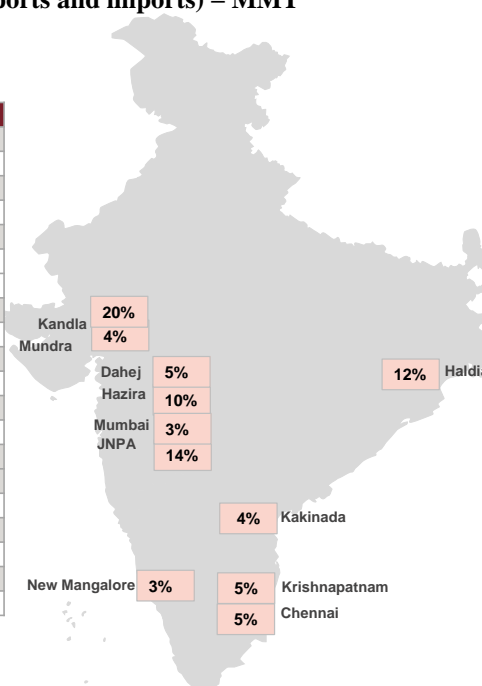 ports and imports) – MMT
20%
Kandla
4%
Mundra
Dahej 5%
Hazira 10%
Mumbai 3%
JNPA 14%
12%
4% Kakinada
New Mangalore 3%
5% Krishnapatnam
5% Chennai